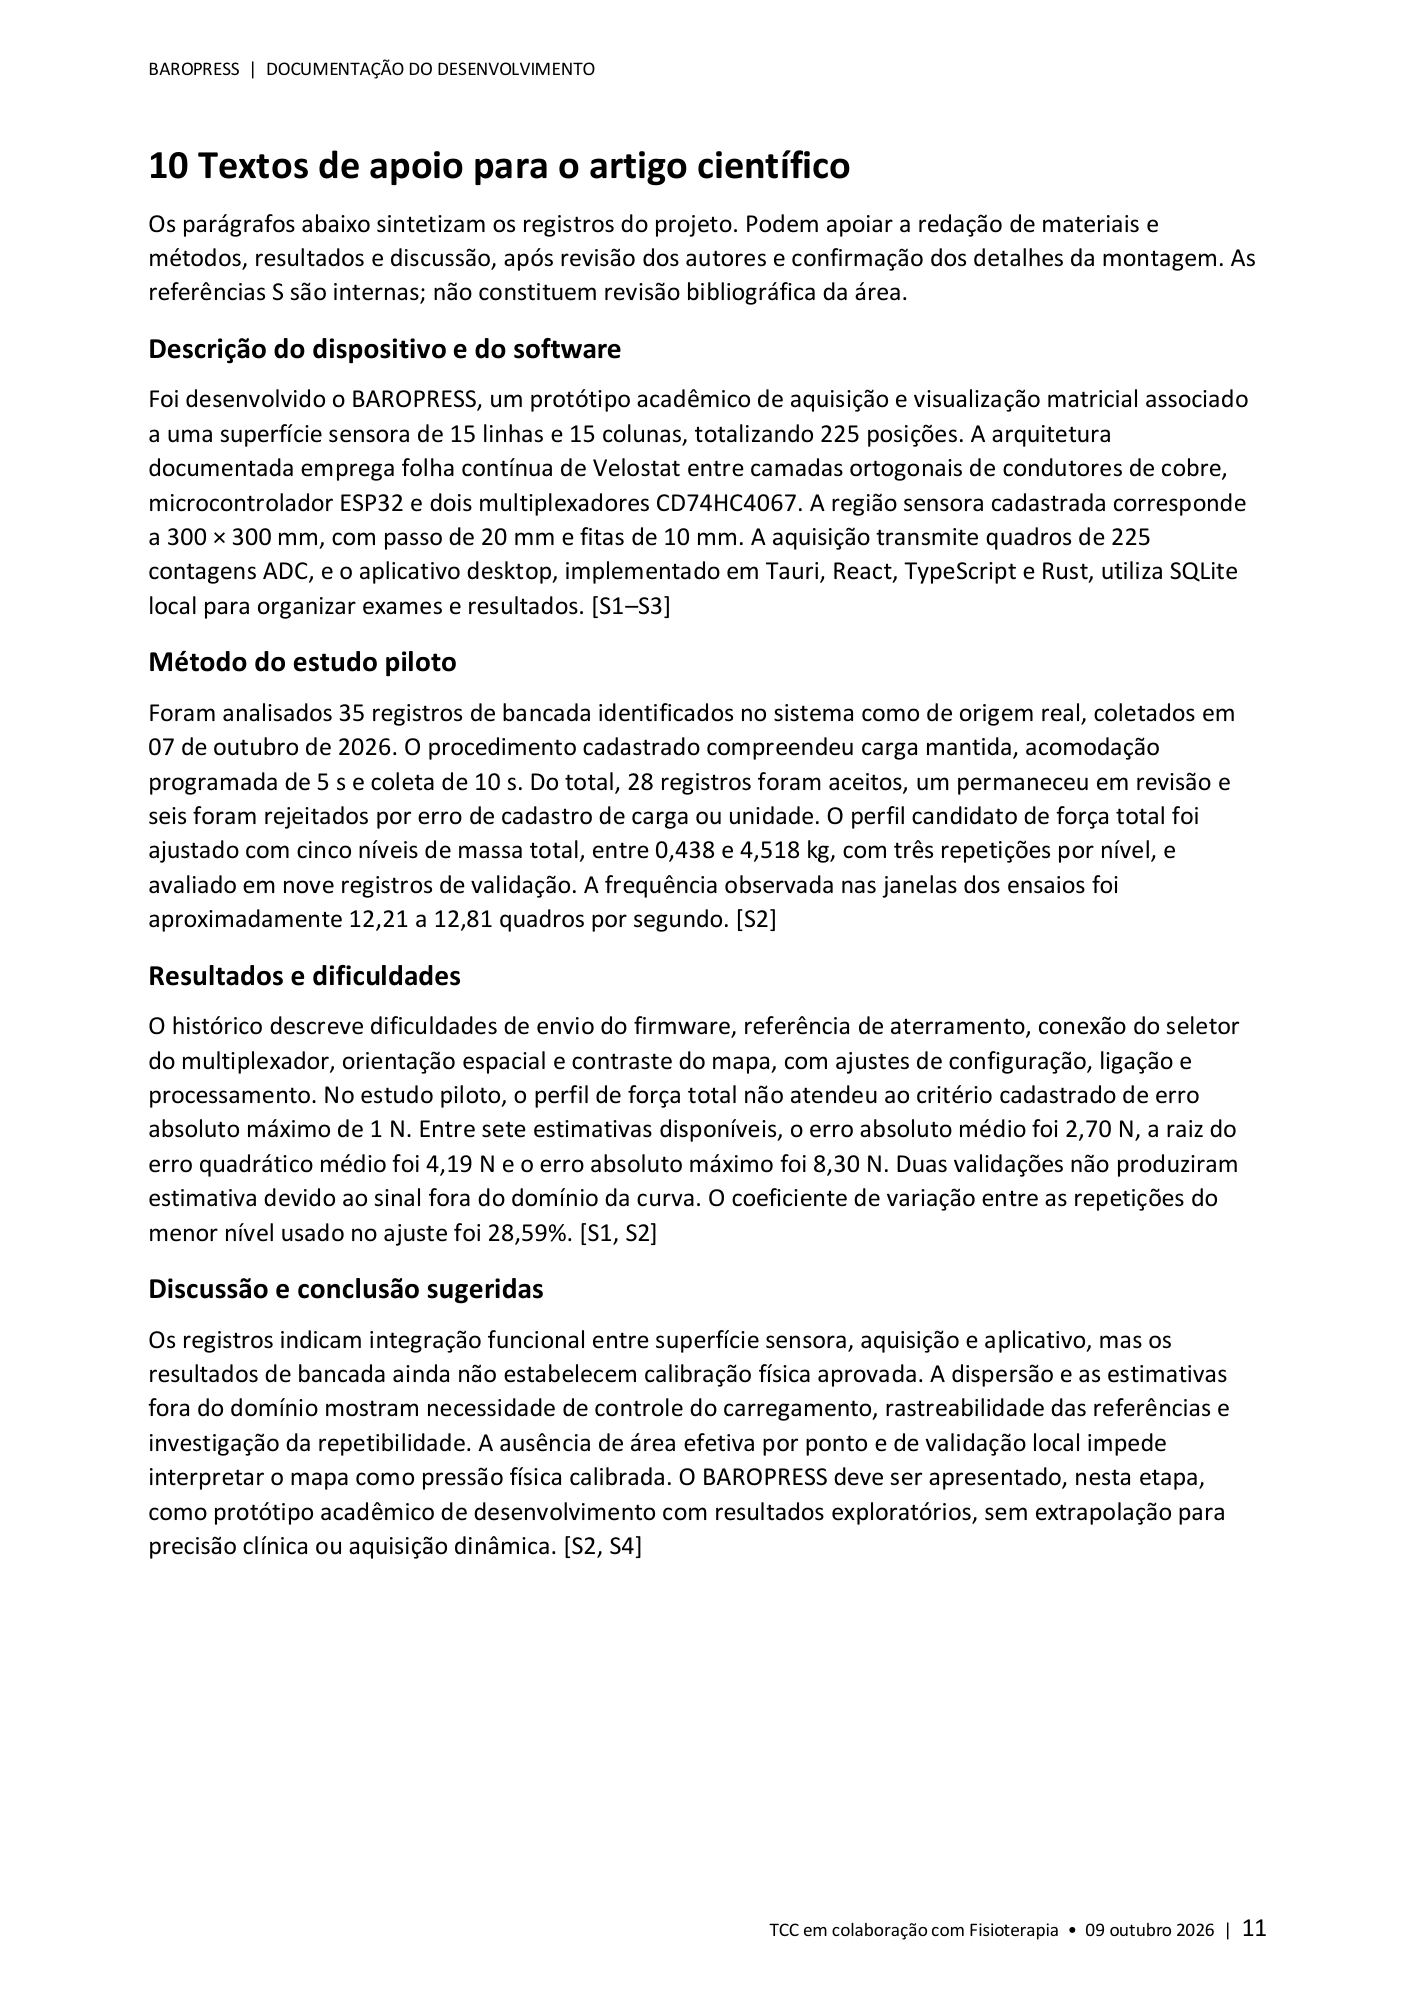 BAROPRESS | DOCUMENTAÇÃO DO DESENVOLVIMENTO
10 Textos de apoio para o artigo científico
Os parágrafos abaixo sintetizam os registros do projeto. Podem apoiar a redação de materiais e
métodos, resultados e discussão, após revisão dos autores e confirmação dos detalhes da montagem. As
referências S são internas; não constituem revisão bibliográfica da área.
Descrição do dispositivo e do software
Foi desenvolvido o BAROPRESS, um protótipo acadêmico de aquisição e visualização matricial associado
a uma superfície sensora de 15 linhas e 15 colunas, totalizando 225 posições. A arquitetura
documentada emprega folha contínua de Velostat entre camadas ortogonais de condutores de cobre,
microcontrolador ESP32 e dois multiplexadores CD74HC4067. A região sensora cadastrada corresponde
a 300 × 300 mm, com passo de 20 mm e fitas de 10 mm. A aquisição transmite quadros de 225
contagens ADC, e o aplicativo desktop, implementado em Tauri, React, TypeScript e Rust, utiliza SQLite
local para organizar exames e resultados. [S1–S3]
Método do estudo piloto
Foram analisados 35 registros de bancada identificados no sistema como de origem real, coletados em
07 de outubro de 2026. O procedimento cadastrado compreendeu carga mantida, acomodação
programada de 5 s e coleta de 10 s. Do total, 28 registros foram aceitos, um permaneceu em revisão e
seis foram rejeitados por erro de cadastro de carga ou unidade. O perfil candidato de força total foi
ajustado com cinco níveis de massa total, entre 0,438 e 4,518 kg, com três repetições por nível, e
avaliado em nove registros de validação. A frequência observada nas janelas dos ensaios foi
aproximadamente 12,21 a 12,81 quadros por segundo. [S2]
Resultados e dificuldades
O histórico descreve dificuldades de envio do firmware, referência de aterramento, conexão do seletor
do multiplexador, orientação espacial e contraste do mapa, com ajustes de configuração, ligação e
processamento. No estudo piloto, o perfil de força total não atendeu ao critério cadastrado de erro
absoluto máximo de 1 N. Entre sete estimativas disponíveis, o erro absoluto médio foi 2,70 N, a raiz do
erro quadrático médio foi 4,19 N e o erro absoluto máximo foi 8,30 N. Duas validações não produziram
estimativa devido ao sinal fora do domínio da curva. O coeficiente de variação entre as repetições do
menor nível usado no ajuste foi 28,59%. [S1, S2]
Discussão e conclusão sugeridas
Os registros indicam integração funcional entre superfície sensora, aquisição e aplicativo, mas os
resultados de bancada ainda não estabelecem calibração física aprovada. A dispersão e as estimativas
fora do domínio mostram necessidade de controle do carregamento, rastreabilidade das referências e
investigação da repetibilidade. A ausência de área efetiva por ponto e de validação local impede
interpretar o mapa como pressão física calibrada. O BAROPRESS deve ser apresentado, nesta etapa,
como protótipo acadêmico de desenvolvimento com resultados exploratórios, sem extrapolação para
precisão clínica ou aquisição dinâmica. [S2, S4]
TCC em colaboração com Fisioterapia • 09 outubro 2026 | 11